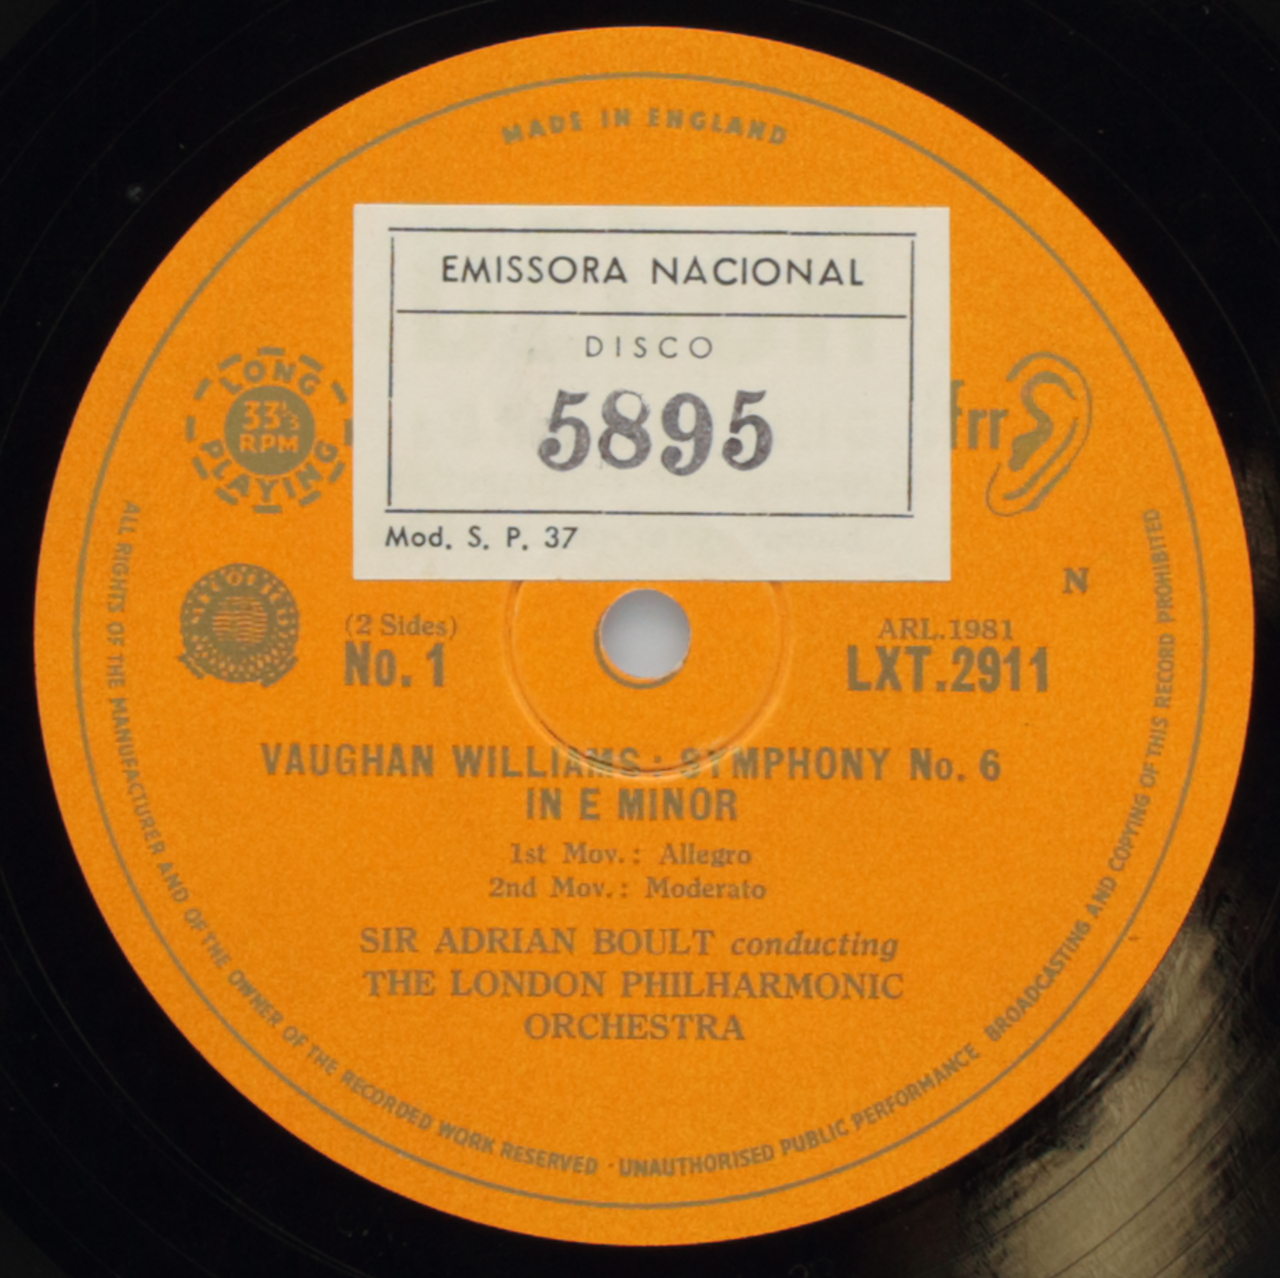 MADE IN ENGLAND
EMISSORA NACIONAL
DISCO
5895
Mod. S. P. 37
LONG
33⅓
RPM
PLAYING
ffrr
N
(2 Sides)
No. 1
ARL.1981
LXT.2911
VAUGHAN WILLIAMS : SYMPHONY No. 6
IN E MINOR
1st Mov. : Allegro
2nd Mov. : Moderato
SIR ADRIAN BOULT conducting
THE LONDON PHILHARMONIC
ORCHESTRA
ALL RIGHTS OF THE MANUFACTURER AND OF THE OWNER OF THE RECORDED WORK RESERVED · UNAUTHORISED PUBLIC PERFORMANCE BROADCASTING AND COPYING OF THIS RECORD PROHIBITED